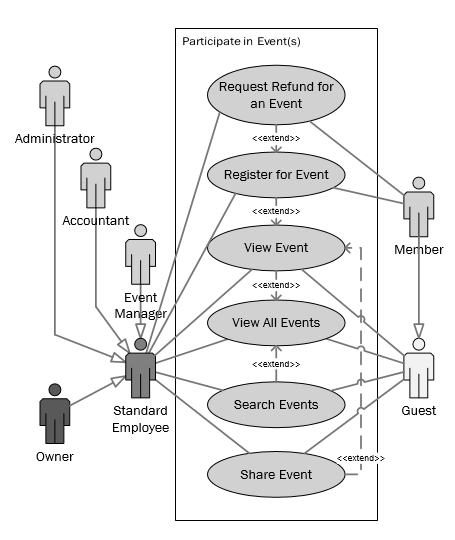 Participate in Event(s)
Request Refund for
an Event
<<extend>>
Administrator
Register for Event
Accountant
<<extend>>
View Event
Member
<<extend>>
Event
Manager
View All Events
<<extend>>
Standard
Employee
Search Events
Guest
Owner
<<extend>>
Share Event